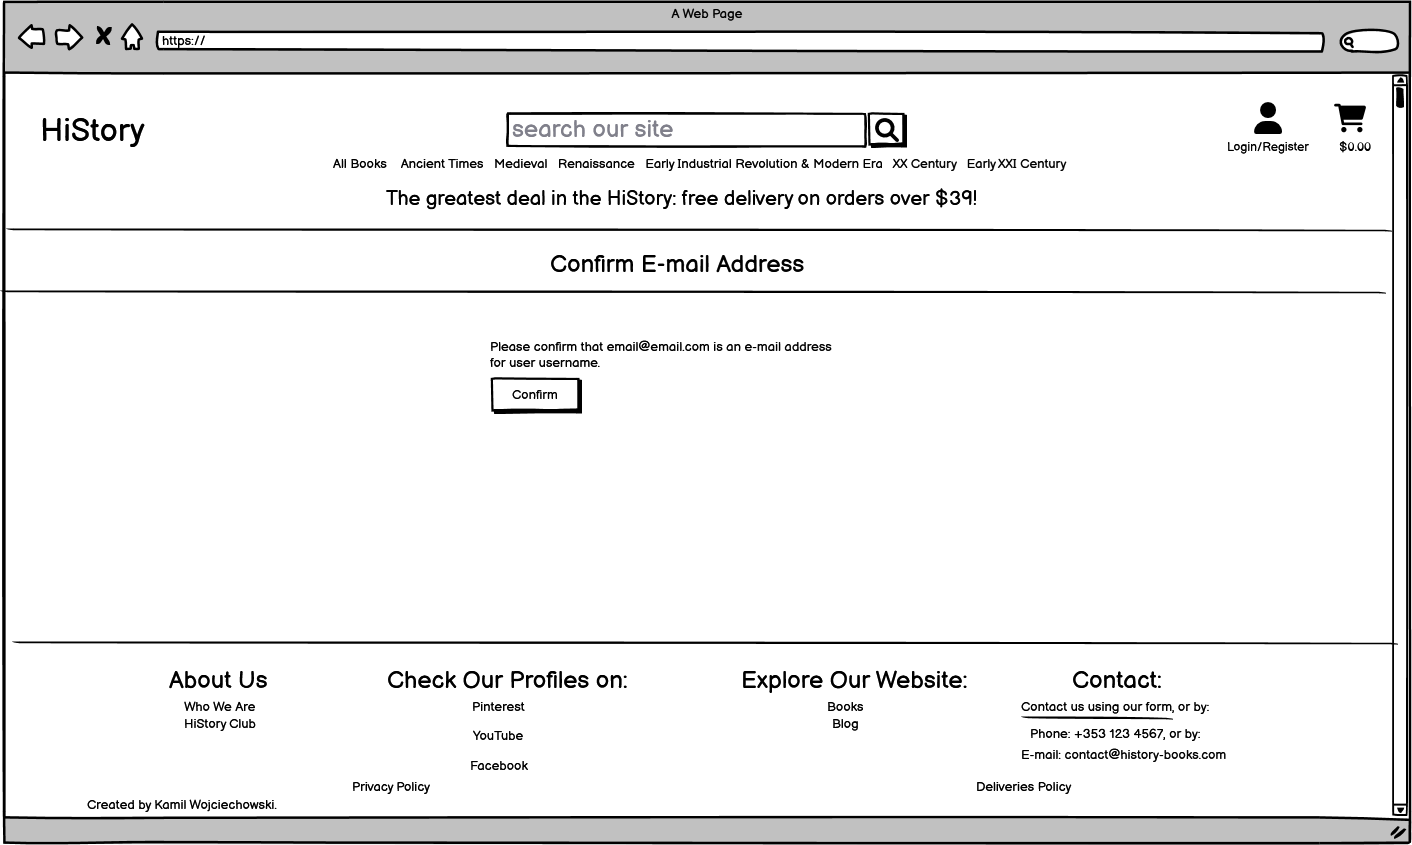 A Web Page
https://
HiStory
search our site
Login/Register
$0.00
All Books Ancient Times Medieval Renaissance Early Industrial Revolution & Modern Era XX Century Early XXI Century
The greatest deal in the HiStory: free delivery on orders over $39!
Confirm E-mail Address
Please confirm that email@email.com is an e-mail address
for user username.
Confirm
About Us
Who We Are
HiStory Club
Check Our Profiles on:
Pinterest
YouTube
Facebook
Explore Our Website:
Books
Blog
Contact:
Contact us using our form, or by:
Phone: +353 123 4567, or by:
E-mail: contact@history-books.com
Privacy Policy
Deliveries Policy
Created by Kamil Wojciechowski.